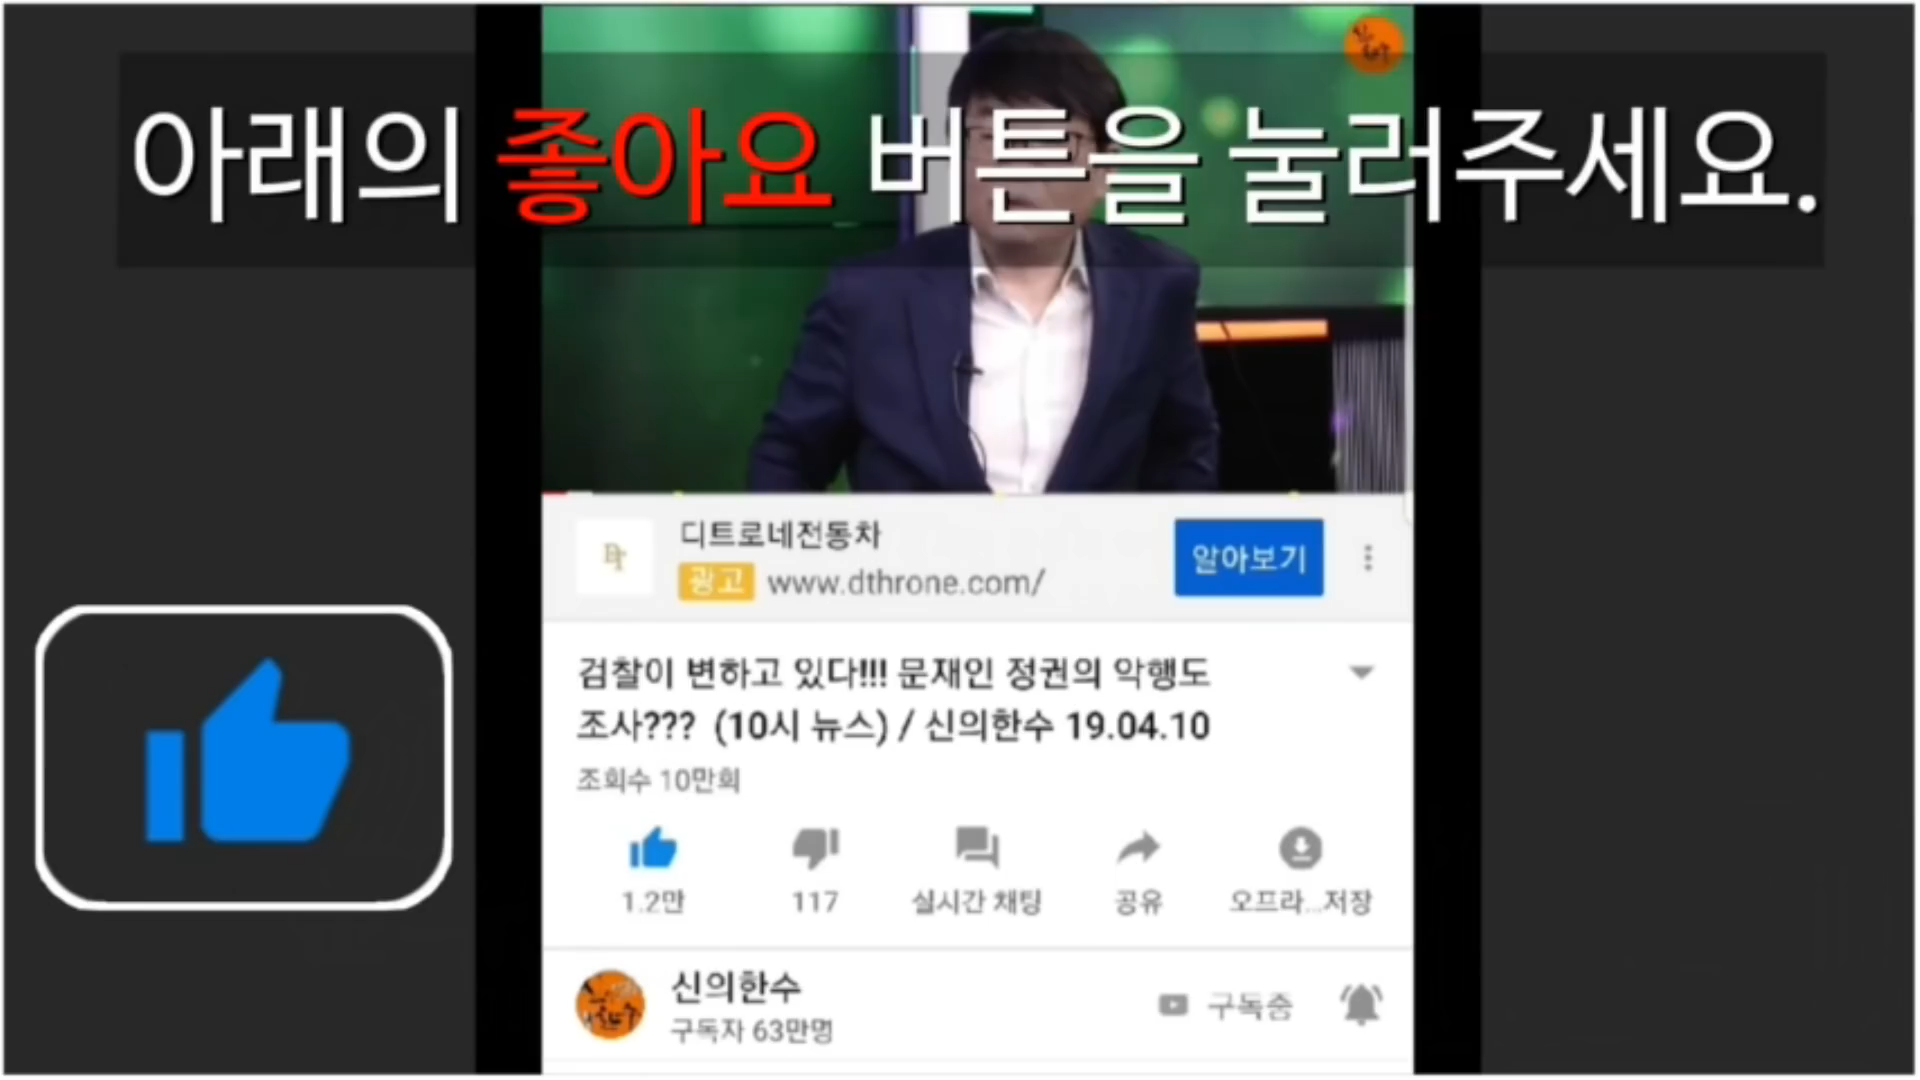 아래의 좋아요 버튼을 눌러주세요.
디트로네전동차
광고 www.dthrone.com/
알아보기
검찰이 변하고 있다!!! 문재인 정권의 악행도
조사??? (10시 뉴스) / 신의한수 19.04.10
조회수 10만회
1.2만 117 실시간 채팅 공유 오프라...저장
신의한수
구독자 63만명
구독중